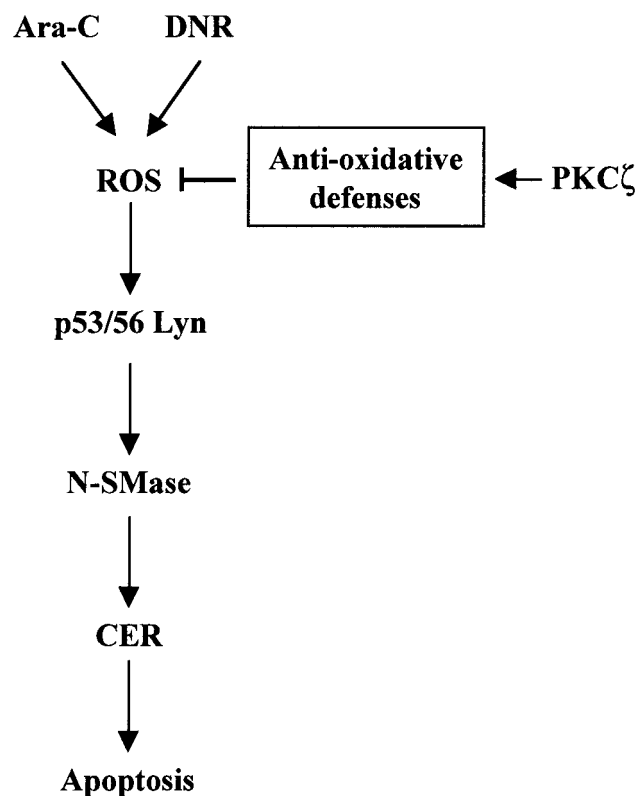 Ara-C DNR
Anti-oxidative
defenses
ROS
PKCζ
p53/56 Lyn
N-SMase
CER
Apoptosis